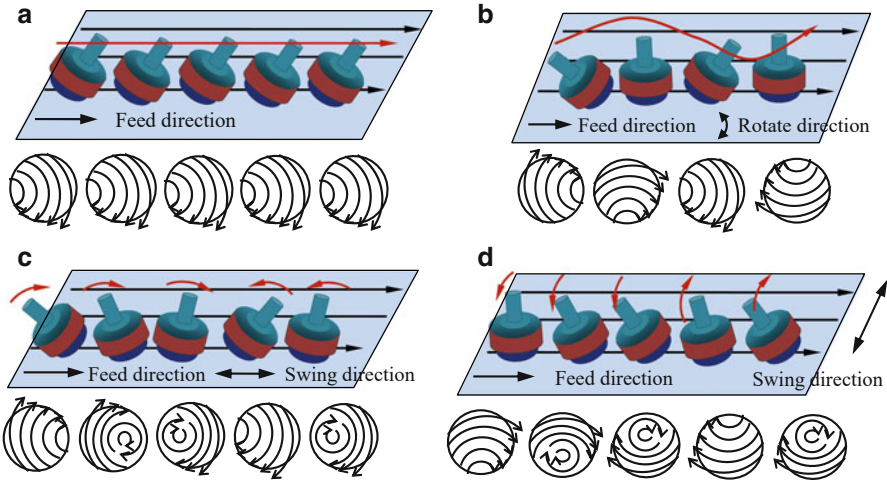 a
Feed direction
b
Feed direction
Rotate direction
c
Feed direction
Swing direction
d
Feed direction
Swing direction